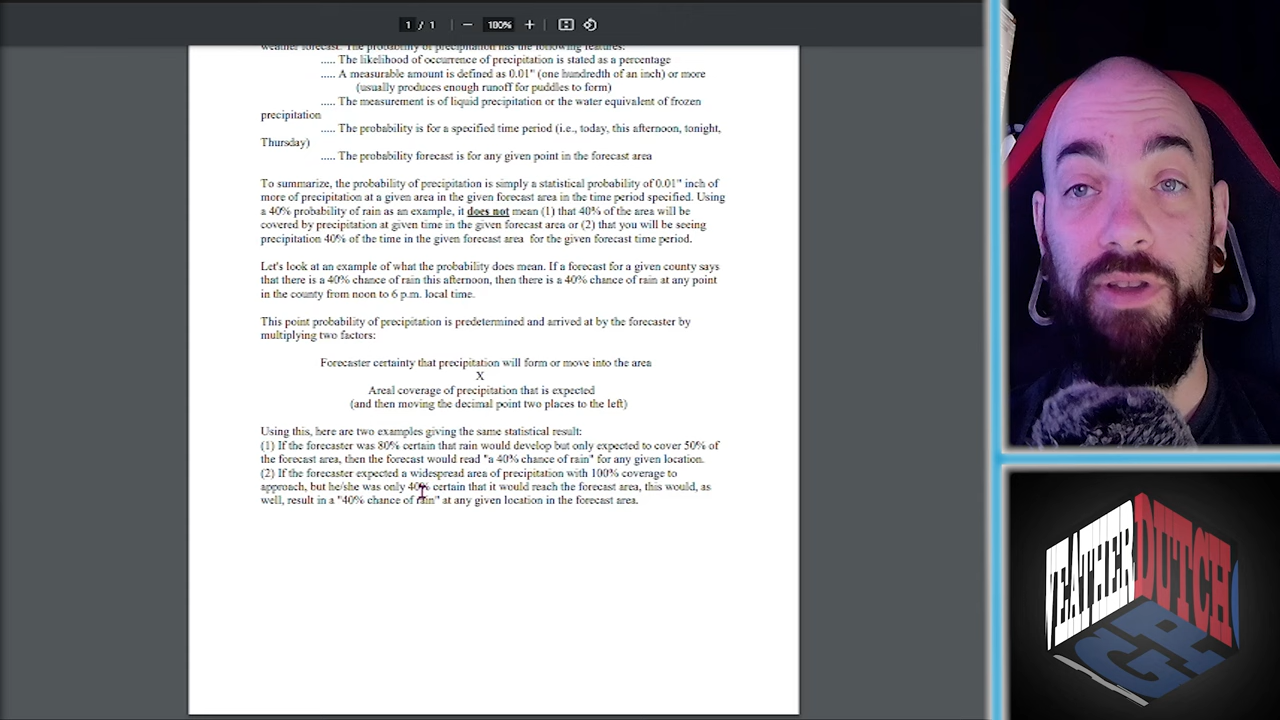 1 / 1
100%
weather forecast. The probability of precipitation has the following features:
..... The likelihood of occurrence of precipitation is stated as a percentage
..... A measurable amount is defined as 0.01" (one hundredth of an inch) or more
(usually produces enough runoff for puddles to form)
..... The measurement is of liquid precipitation or the water equivalent of frozen
precipitation
..... The probability is for a specified time period (i.e., today, this afternoon, tonight,
Thursday)
..... The probability forecast is for any given point in the forecast area
To summarize, the probability of precipitation is simply a statistical probability of 0.01" inch of
more of precipitation at a given area in the given forecast area in the time period specified. Using
a 40% probability of rain as an example, it does not mean (1) that 40% of the area will be
covered by precipitation at given time in the given forecast area or (2) that you will be seeing
precipitation 40% of the time in the given forecast area for the given forecast time period.
Let's look at an example of what the probability does mean. If a forecast for a given county says
that there is a 40% chance of rain this afternoon, then there is a 40% chance of rain at any point
in the county from noon to 6 p.m. local time.
This point probability of precipitation is predetermined and arrived at by the forecaster by
multiplying two factors:
Forecaster certainty that precipitation will form or move into the area
X
Areal coverage of precipitation that is expected
(and then moving the decimal point two places to the left)
Using this, here are two examples giving the same statistical result:
(1) If the forecaster was 80% certain that rain would develop but only expected to cover 50% of
the forecast area, then the forecast would read "a 40% chance of rain" for any given location.
(2) If the forecaster expected a widespread area of precipitation with 100% coverage to
approach, but he/she was only 40% certain that it would reach the forecast area, this would, as
well, result in a "40% chance of rain" at any given location in the forecast area.
WEATHER
DUTCH